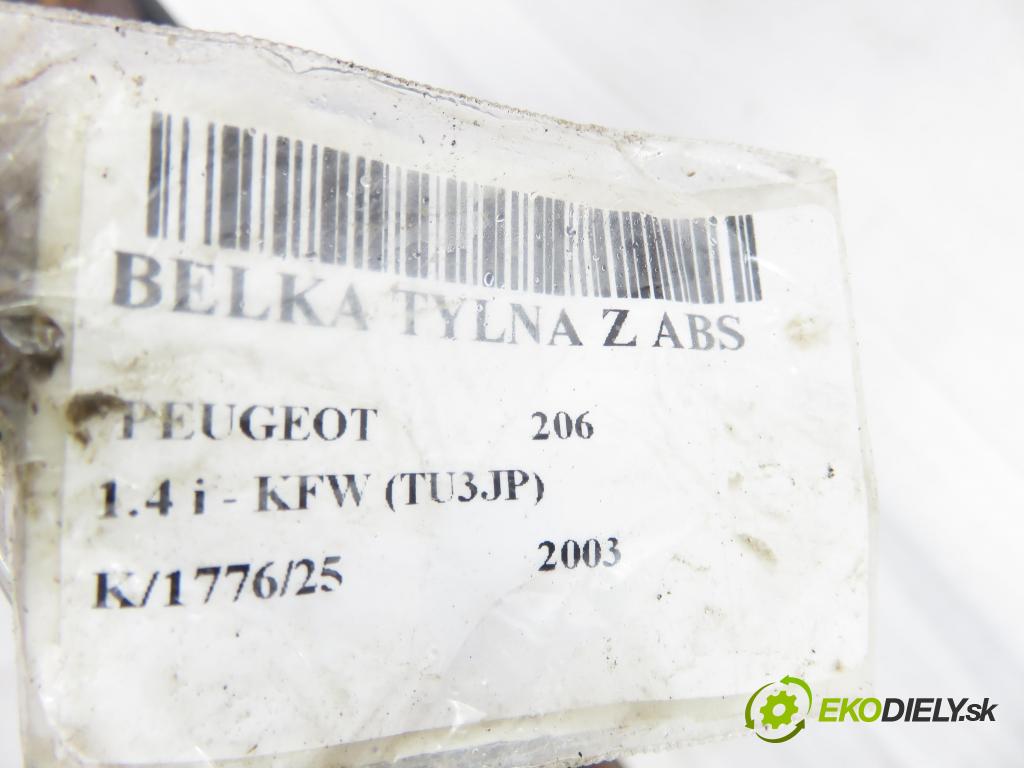 BELKA TYLNA Z ABS
PEUGEOT 206
1.4 i - KFW (TU3JP)
K/1776/25 2003
EKODIELY.sk